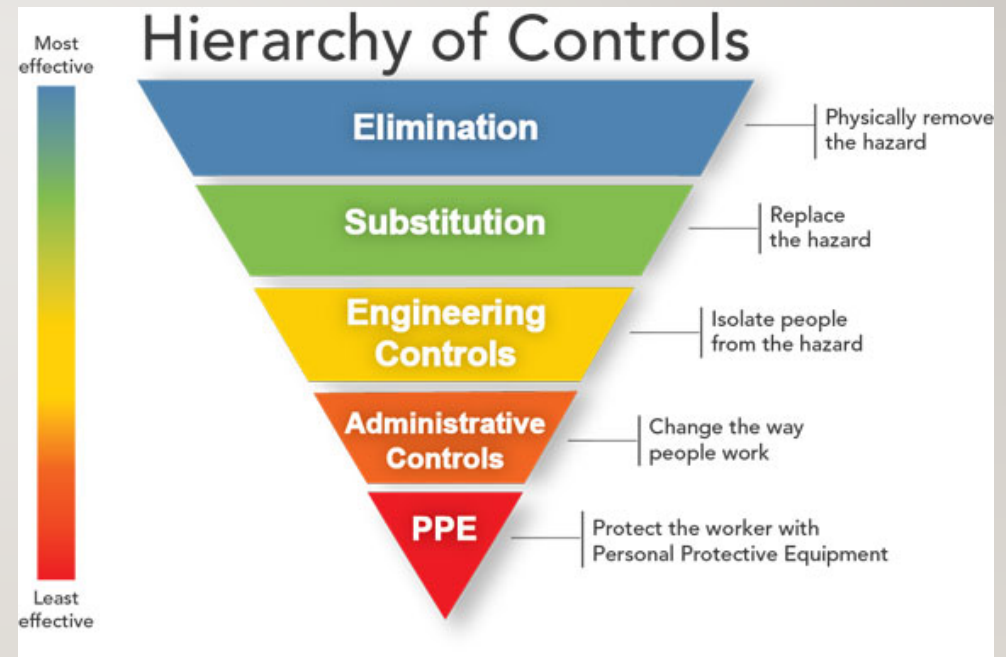 Hierarchy of Controls
Most
effective
Elimination
Physically remove
the hazard
Substitution
Replace
the hazard
Engineering
Controls
Isolate people
from the hazard
Administrative
Controls
Change the way
people work
PPE
Protect the worker with
Personal Protective Equipment
Least
effective